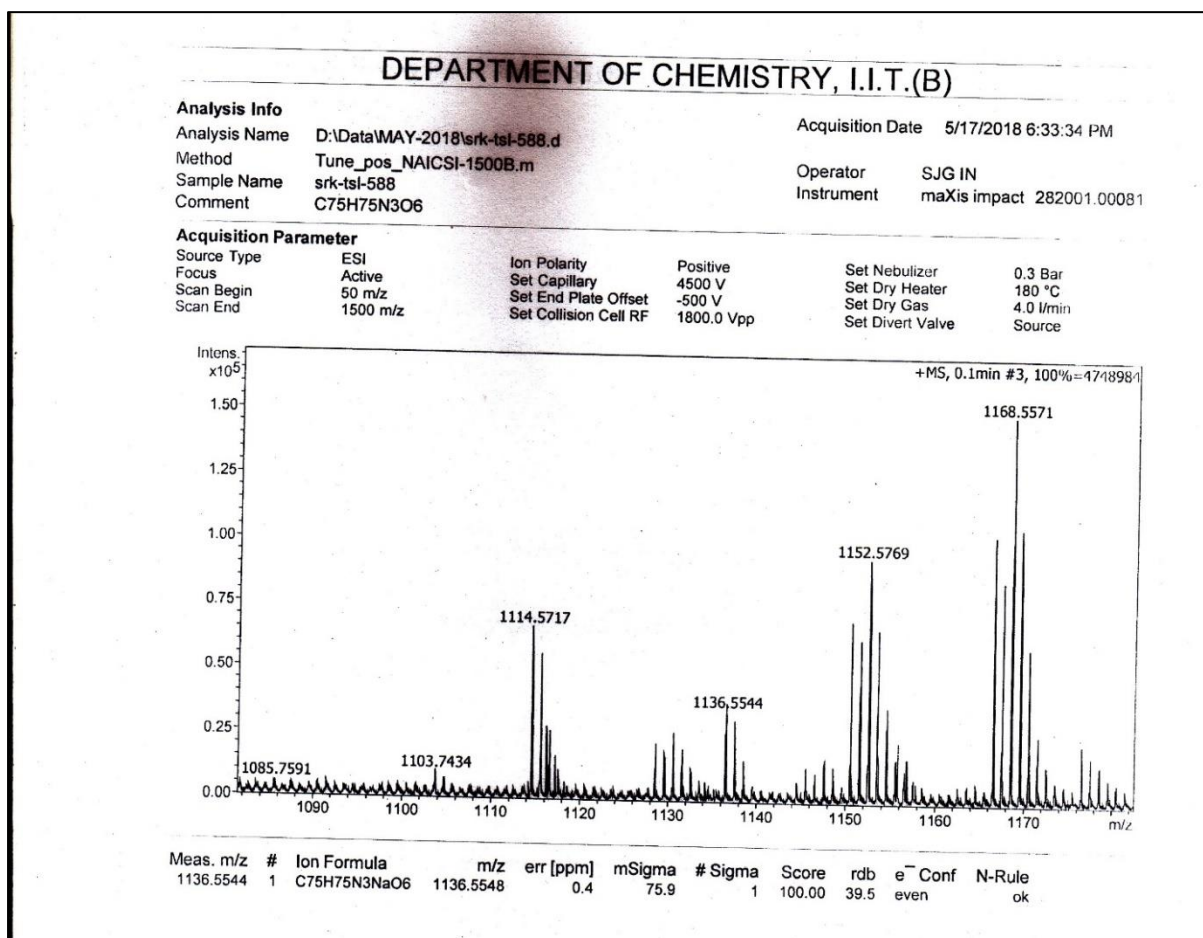 DEPARTMENT OF CHEMISTRY, I.I.T.(B)
Analysis Info
Analysis Name D:\Data\MAY-2018\srk-tsl-588.d
Method Tune_pos_NAICSI-1500B.m
Sample Name srk-tsl-588
Comment C75H75N3O6
Acquisition Date 5/17/2018 6:33:34 PM
Operator SJG IN
Instrument maXis impact 282001.00081
Acquisition Parameter
Source Type ESI Ion Polarity Positive Set Nebulizer 0.3 Bar
Focus Active Set Capillary 4500 V Set Dry Heater 180 °C
Scan Begin 50 m/z Set End Plate Offset -500 V Set Dry Gas 4.0 l/min
Scan End 1500 m/z Set Collision Cell RF 1800.0 Vpp Set Divert Valve Source
Intens.
x10⁵
+MS, 0.1min #3, 100%=4748984
1.50
1168.5571
1.25
1.00
1152.5769
0.75
1114.5717
0.50
1136.5544
0.25
1085.7591 1103.7434
0.00
1090 1100 1110 1120 1130 1140 1150 1160 1170 m/z
Meas. m/z # Ion Formula m/z err [ppm] mSigma # Sigma Score rdb e⁻ Conf N-Rule
1136.5544 1 C75H75N3NaO6 1136.5548 0.4 75.9 1 100.00 39.5 even ok